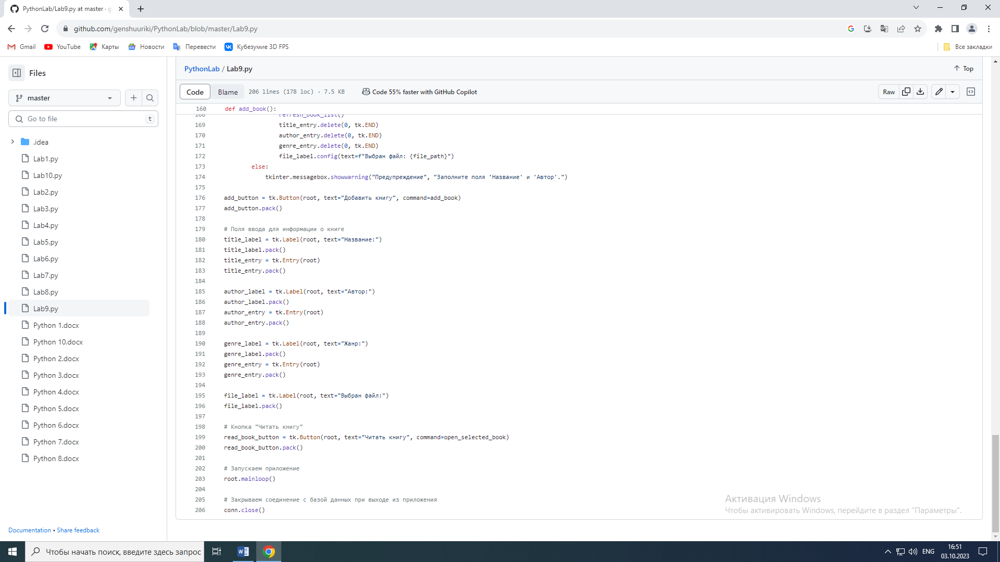 PythonLab/Lab9.py at master · g
github.com/genshuuriki/PythonLab/blob/master/Lab9.py
Gmail
YouTube
Карты
Новости
Перевести
Кубезумие 3D FPS
Все закладки
Files
master
Go to file
t
.idea
Lab1.py
Lab10.py
Lab2.py
Lab3.py
Lab4.py
Lab5.py
Lab6.py
Lab7.py
Lab8.py
Lab9.py
Python 1.docx
Python 10.docx
Python 2.docx
Python 3.docx
Python 4.docx
Python 5.docx
Python 6.docx
Python 7.docx
Python 8.docx
Documentation • Share feedback
PythonLab / Lab9.py
Top
Code
Blame
206 lines (178 loc) · 7.5 KB
Code 55% faster with GitHub Copilot
Raw
160 def add_book():
168 refresh_book_list()
169 title_entry.delete(0, tk.END)
170 author_entry.delete(0, tk.END)
171 genre_entry.delete(0, tk.END)
172 file_label.config(text=f"Выбран файл: {file_path}")
173 else:
174 tkinter.messagebox.showwarning("Предупреждение", "Заполните поля 'Название' и 'Автор'.")
175
176 add_button = tk.Button(root, text="Добавить книгу", command=add_book)
177 add_button.pack()
178
179 # Поля ввода для информации о книге
180 title_label = tk.Label(root, text="Название:")
181 title_label.pack()
182 title_entry = tk.Entry(root)
183 title_entry.pack()
184
185 author_label = tk.Label(root, text="Автор:")
186 author_label.pack()
187 author_entry = tk.Entry(root)
188 author_entry.pack()
189
190 genre_label = tk.Label(root, text="Жанр:")
191 genre_label.pack()
192 genre_entry = tk.Entry(root)
193 genre_entry.pack()
194
195 file_label = tk.Label(root, text="Выбран файл:")
196 file_label.pack()
197
198 # Кнопка "Читать книгу"
199 read_book_button = tk.Button(root, text="Читать книгу", command=open_selected_book)
200 read_book_button.pack()
201
202 # Запускаем приложение
203 root.mainloop()
204
205 # Закрываем соединение с базой данных при выходе из приложения
206 conn.close()
Активация Windows
Чтобы активировать Windows, перейдите в раздел "Параметры".
Чтобы начать поиск, введите здесь запрос
ENG
16:51
03.10.2023